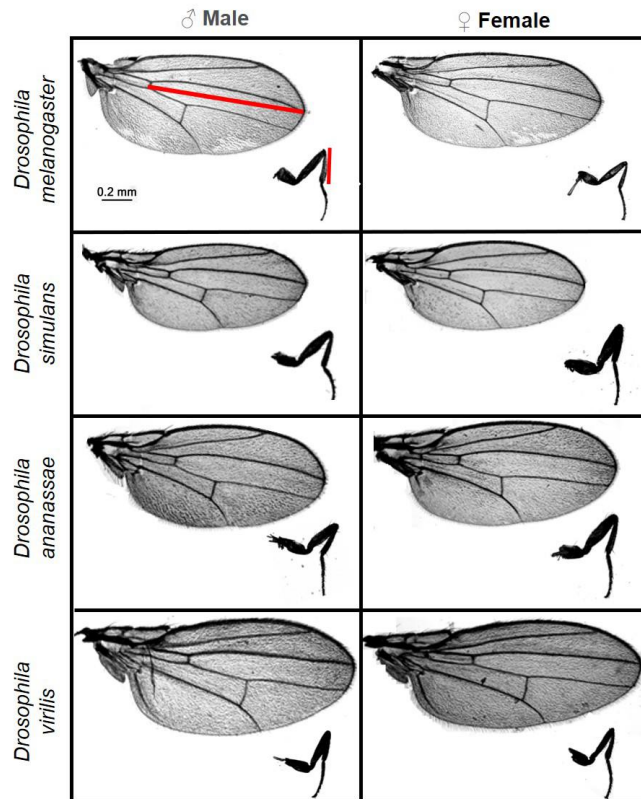 ♂ Male
♀ Female
Drosophila
melanogaster
0.2 mm
Drosophila
simulans
Drosophila
ananassae
Drosophila
virilis